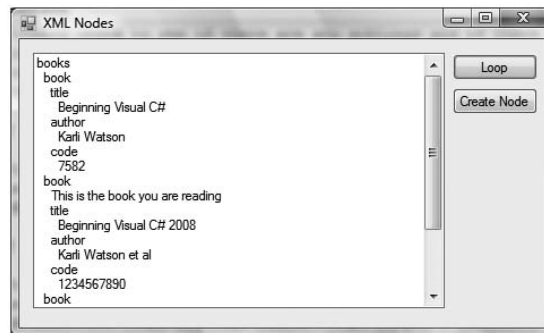 XML Nodes
books
book
title
Beginning Visual C#
author
Karli Watson
code
7582
book
This is the book you are reading
title
Beginning Visual C# 2008
author
Karli Watson et al
code
1234567890
book
Loop
Create Node